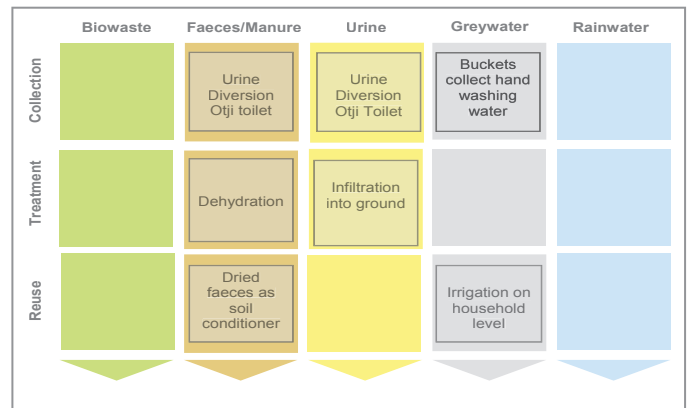 Biowaste
Faeces/Manure
Urine
Greywater
Rainwater
Collection
Urine
Diversion
Otji toilet
Urine
Diversion
Otji Toilet
Buckets
collect hand
washing
water
Treatment
Dehydration
Infiltration
into ground
Reuse
Dried
faeces as
soil
conditioner
Irrigation on
household
level